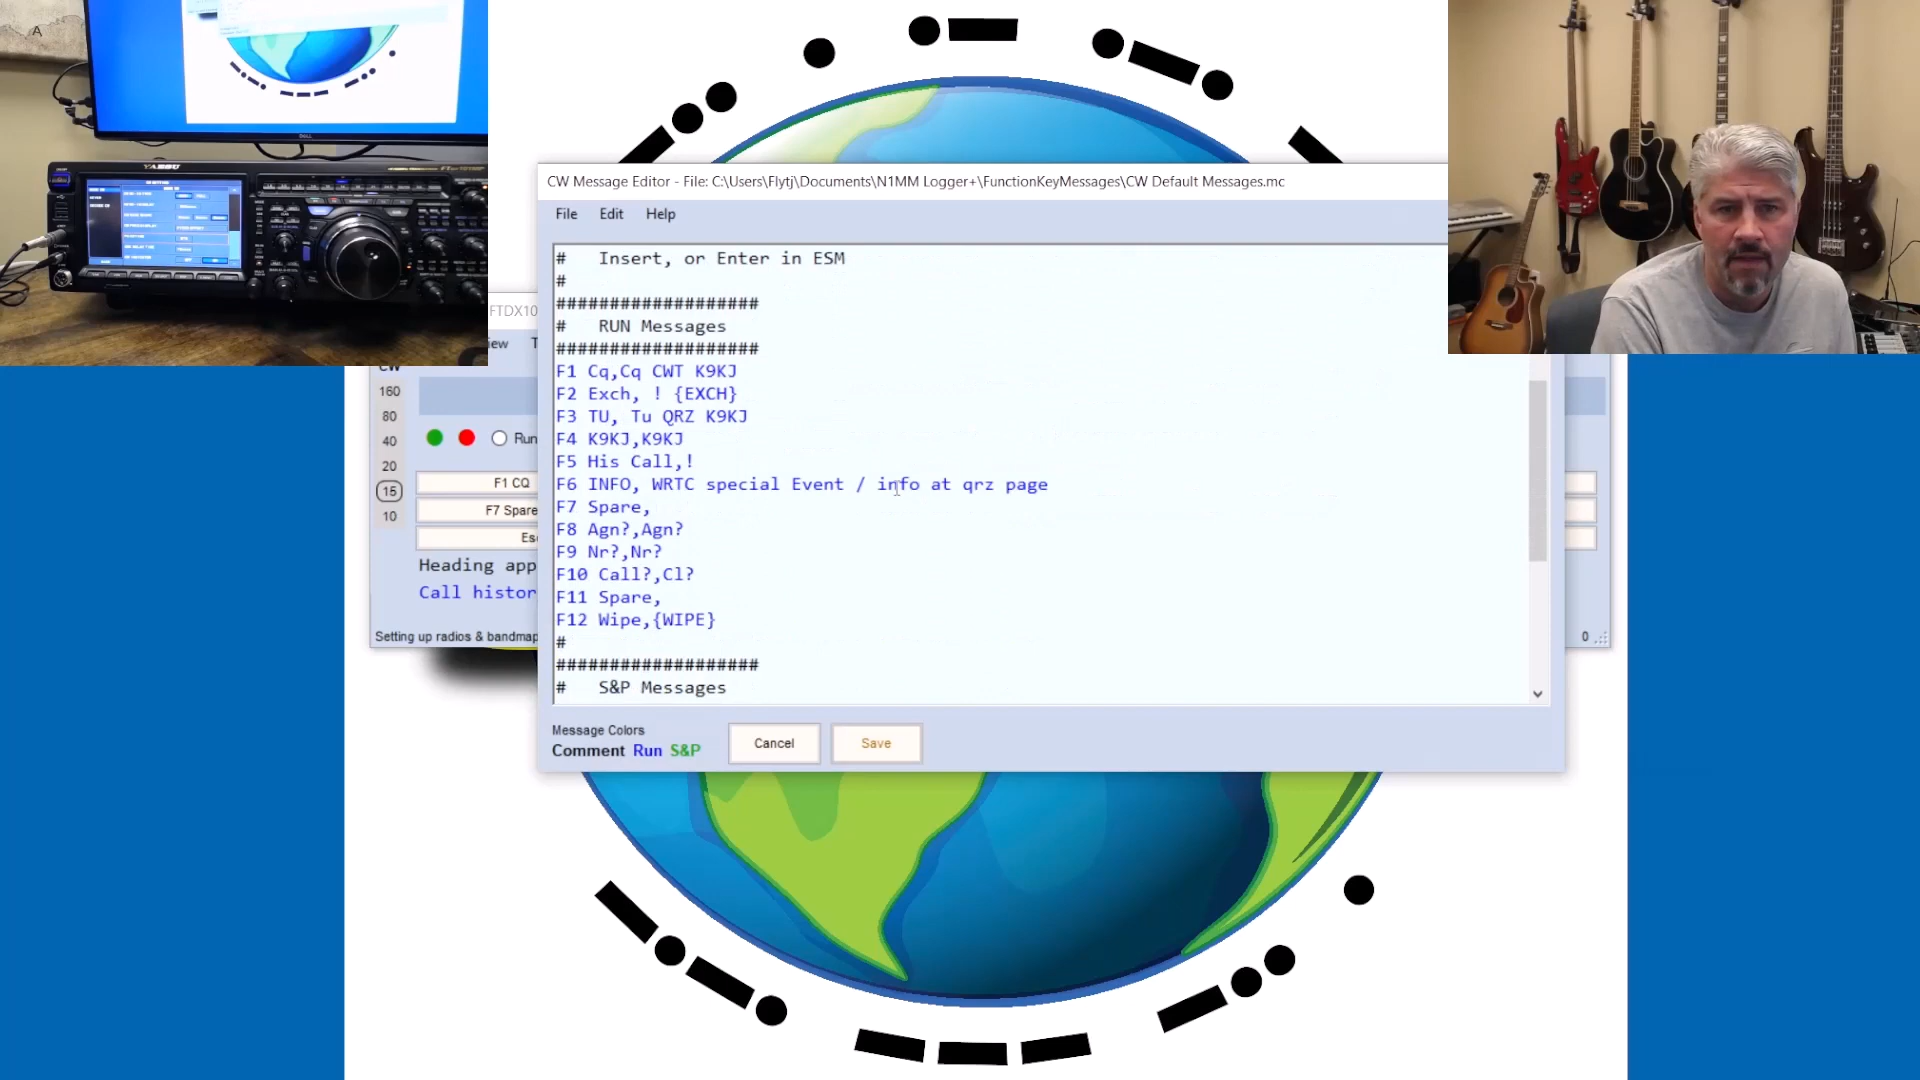 A
DELL
YAESU
CW Message Editor - File: C:\Users\Flytj\Documents\N1MM Logger+\FunctionKeyMessages\CW Default Messages.mc
File Edit Help
# Insert, or Enter in ESM
#
###################
# RUN Messages
###################
F1 Cq,Cq CWT K9KJ
F2 Exch, ! {EXCH}
F3 TU, Tu QRZ K9KJ
F4 K9KJ,K9KJ
F5 His Call,!
F6 INFO, WRTC special Event / info at qrz page
F7 Spare,
F8 Agn?,Agn?
F9 Nr?,Nr?
F10 Call?,Cl?
F11 Spare,
F12 Wipe,{WIPE}
#
###################
# S&P Messages
Message Colors
Comment Run S&P
Cancel
Save
FTDX10
iew T
CW
160
80
40
20
15
10
Run
F1 CQ
F7 Spare
Es
Heading app
Call histor
Setting up radios & bandmap
0